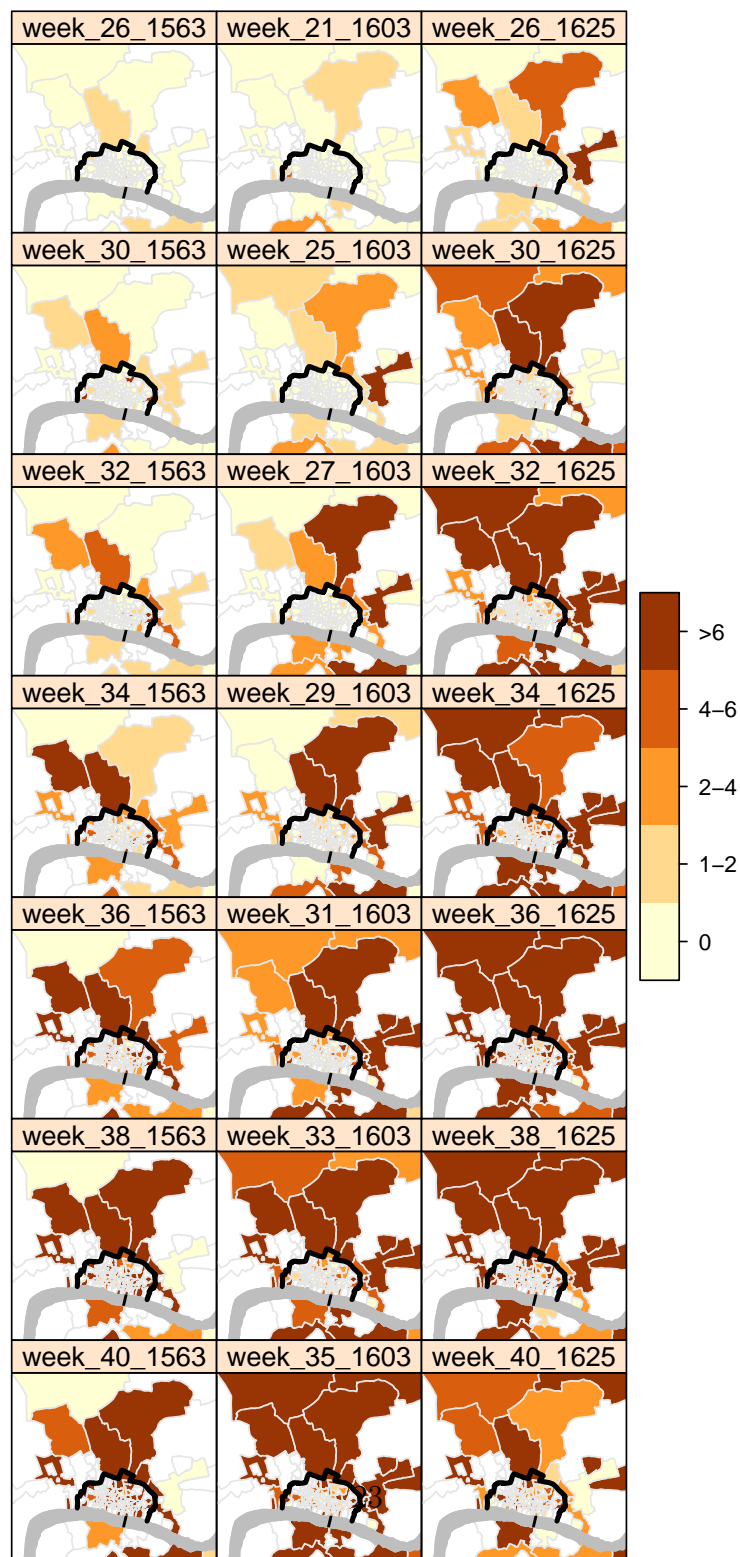 week_26_1563 week_21_1603 week_26_1625
week_30_1563 week_25_1603 week_30_1625
week_32_1563 week_27_1603 week_32_1625
week_34_1563 week_29_1603 week_34_1625
week_36_1563 week_31_1603 week_36_1625
week_38_1563 week_33_1603 week_38_1625
week_40_1563 week_35_1603 week_40_1625
>6
4–6
2–4
1–2
0
23